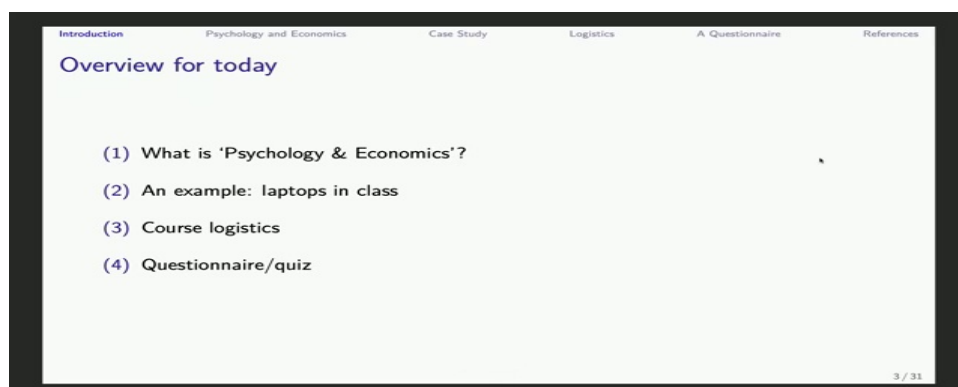 Introduction Psychology and Economics Case Study Logistics A Questionnaire References
Overview for today
(1) What is ‘Psychology & Economics’?
(2) An example: laptops in class
(3) Course logistics
(4) Questionnaire/quiz
3 / 31